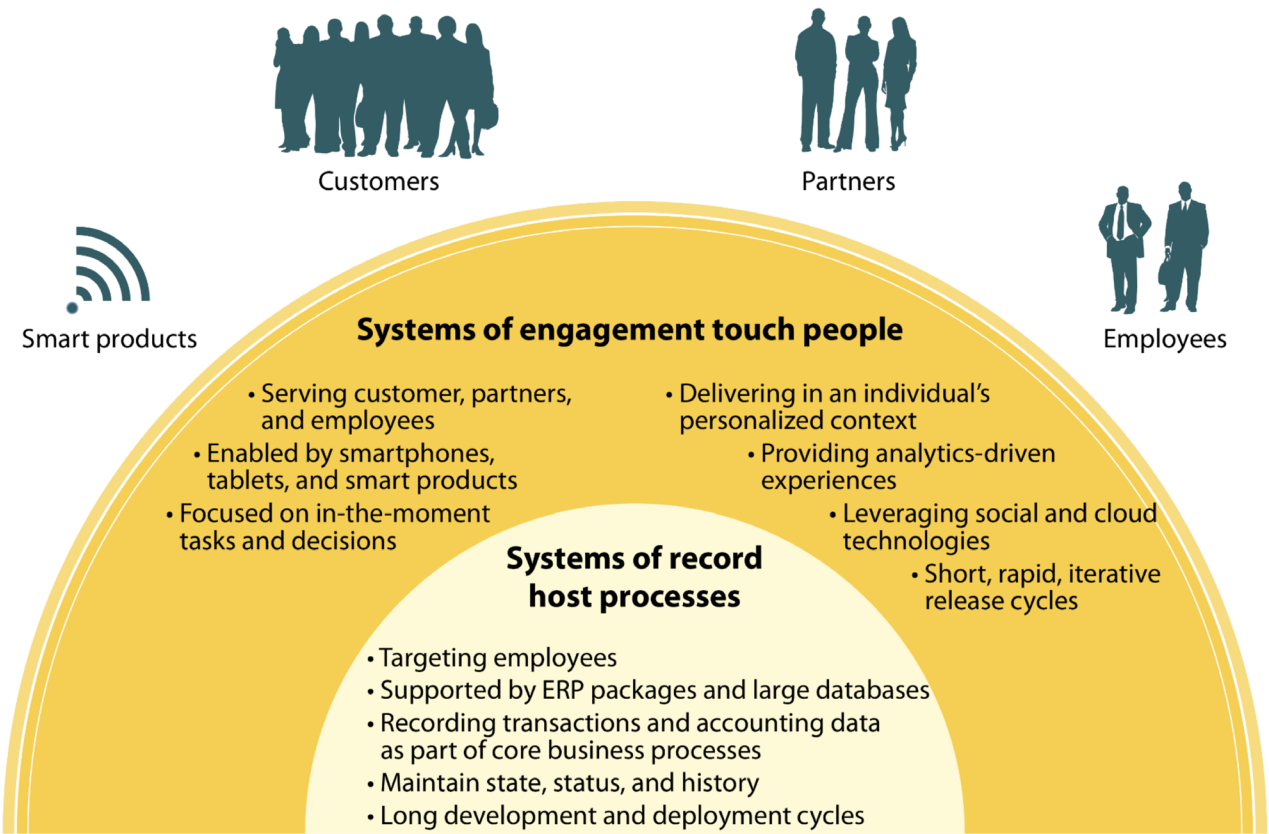 Customers
Partners
Smart products
Employees
Systems of engagement touch people
• Serving customer, partners,
and employees
• Enabled by smartphones,
tablets, and smart products
• Focused on in-the-moment
tasks and decisions
• Delivering in an individual’s
personalized context
• Providing analytics-driven
experiences
• Leveraging social and cloud
technologies
• Short, rapid, iterative
release cycles
Systems of record
host processes
• Targeting employees
• Supported by ERP packages and large databases
• Recording transactions and accounting data
as part of core business processes
• Maintain state, status, and history
• Long development and deployment cycles